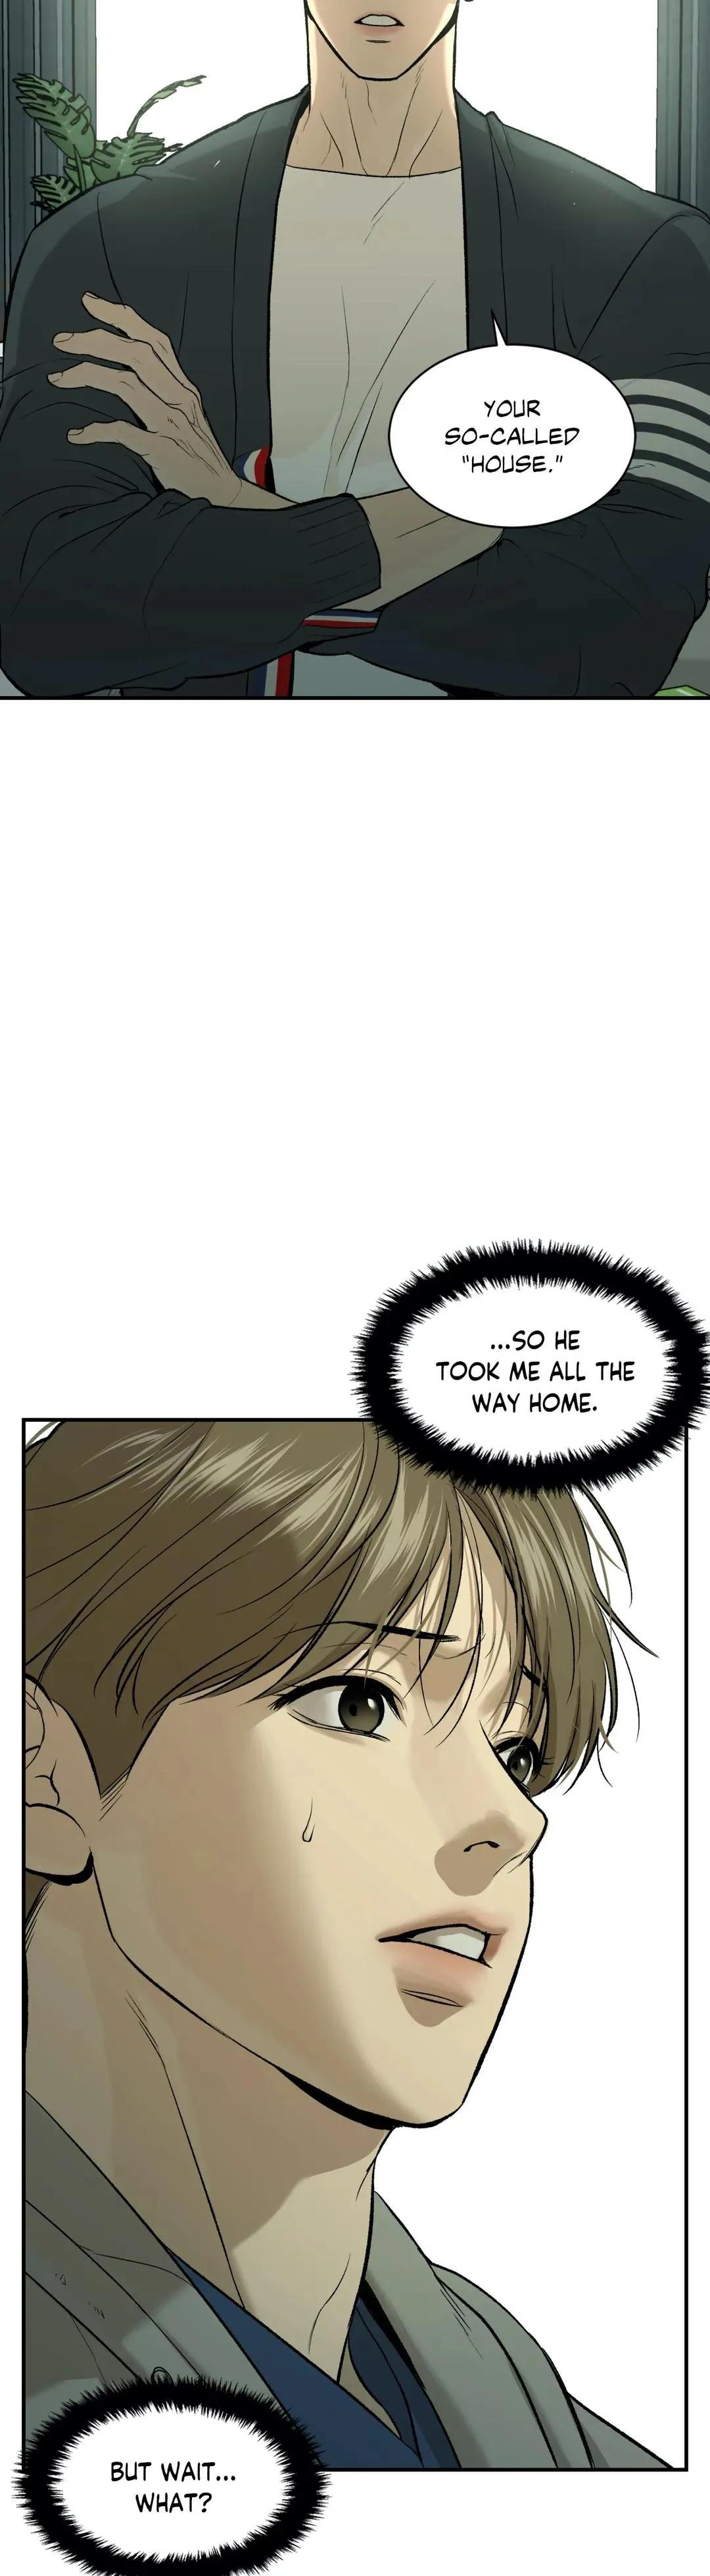 YOUR
SO-CALLED
"HOUSE."
...SO HE
TOOK ME ALL THE
WAY HOME.
BUT WAIT...
WHAT?